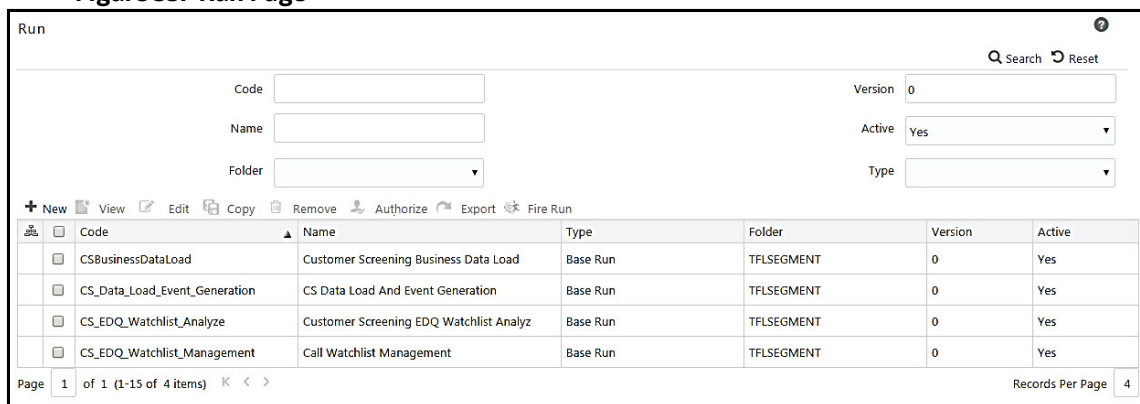 Run
Search Reset
Code Version 0
Name Active Yes
Folder Type
New View Edit Copy Remove Authorize Export Fire Run
Code Name Type Folder Version Active
CSBusinessDataLoad Customer Screening Business Data Load Base Run TFLSEGMENT 0 Yes
CS_Data_Load_Event_Generation CS Data Load And Event Generation Base Run TFLSEGMENT 0 Yes
CS_EDQ_Watchlist_Analyze Customer Screening EDQ Watchlist Analyz Base Run TFLSEGMENT 0 Yes
CS_EDQ_Watchlist_Management Call Watchlist Management Base Run TFLSEGMENT 0 Yes
Page 1 of 1 (1-15 of 4 items) Records Per Page 4